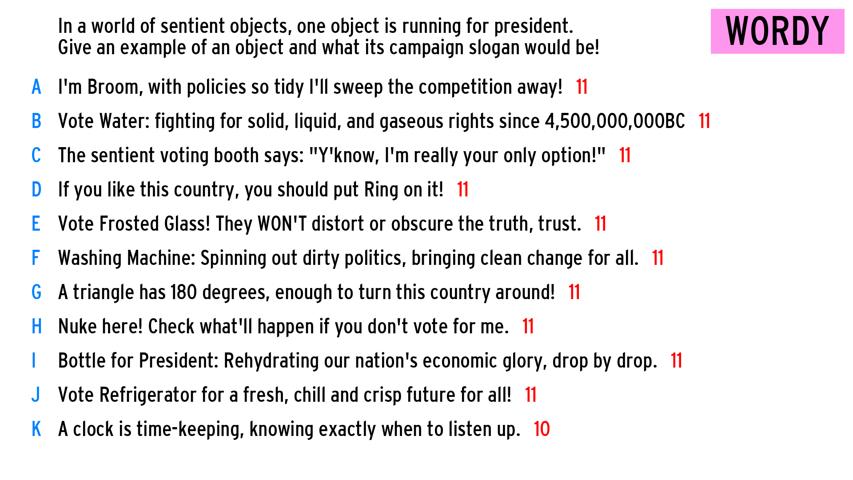 In a world of sentient objects, one object is running for president.
Give an example of an object and what its campaign slogan would be!
WORDY
A I'm Broom, with policies so tidy I'll sweep the competition away! 11
B Vote Water: fighting for solid, liquid, and gaseous rights since 4,500,000,000BC 11
C The sentient voting booth says: "Y'know, I'm really your only option!" 11
D If you like this country, you should put Ring on it! 11
E Vote Frosted Glass! They WON'T distort or obscure the truth, trust. 11
F Washing Machine: Spinning out dirty politics, bringing clean change for all. 11
G A triangle has 180 degrees, enough to turn this country around! 11
H Nuke here! Check what'll happen if you don't vote for me. 11
I Bottle for President: Rehydrating our nation's economic glory, drop by drop. 11
J Vote Refrigerator for a fresh, chill and crisp future for all! 11
K A clock is time-keeping, knowing exactly when to listen up. 10